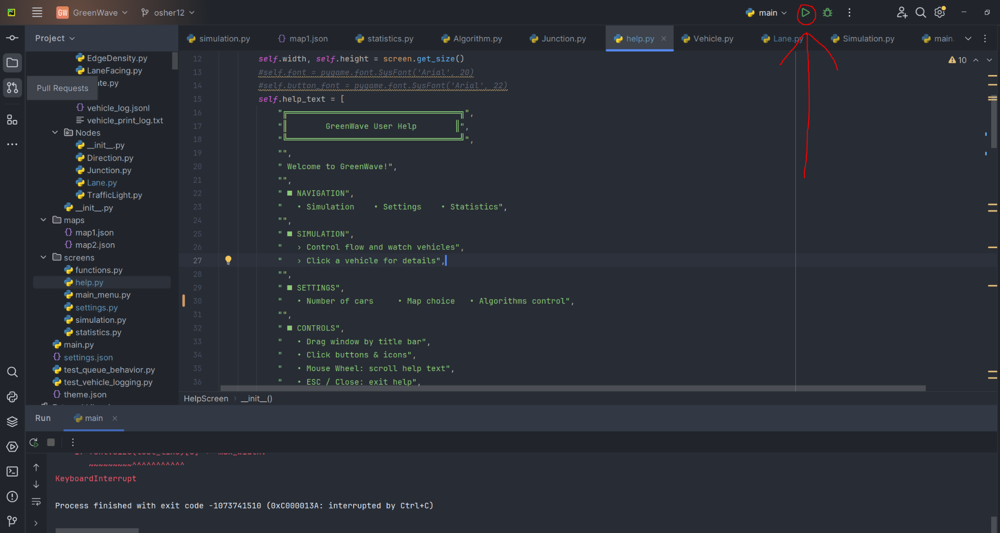 GW GreenWave osher12 main
Project simulation.py map1.json statistics.py Algorithm.py Junction.py help.py Vehicle.py Lane.py Simulation.py main.
EdgeDensity.py
LaneFacing.py
te.py
Pull Requests
vehicle_log.jsonl
vehicle_print_log.txt
Nodes
__init__.py
Direction.py
Junction.py
Lane.py
TrafficLight.py
__init__.py
maps
map1.json
map2.json
screens
functions.py
help.py
main_menu.py
settings.py
simulation.py
statistics.py
main.py
settings.json
test_queue_behavior.py
test_vehicle_logging.py
theme.json
10
12 self.width, self.height = screen.get_size()
13 #self.font = pygame.font.SysFont('Arial', 20)
14 #self.button_font = pygame.font.SysFont('Arial', 22)
15 self.help_text = [
16 "╔═════════════════════════════════════╗",
17 "║        GreenWave User Help        ║",
18 "╚═════════════════════════════════════╝",
19 "",
20 " Welcome to GreenWave!",
21 "",
22 " ■ NAVIGATION",
23 "   • Simulation    • Settings    • Statistics",
24 "",
25 " ■ SIMULATION",
26 "   › Control flow and watch vehicles",
27 "   › Click a vehicle for details",
28 "",
29 " ■ SETTINGS",
30 "   • Number of cars     • Map choice   • Algorithms control",
31 "",
32 " ■ CONTROLS",
33 "   • Drag window by title bar",
34 "   • Click buttons & icons",
35 "   • Mouse Wheel: scroll help text",
36 "   • ESC / Close: exit help",
HelpScreen › __init__()
Run main
~~~~~~~~~^^^^^^^^^^^
KeyboardInterrupt
Process finished with exit code -1073741510 (0xC000013A: interrupted by Ctrl+C)